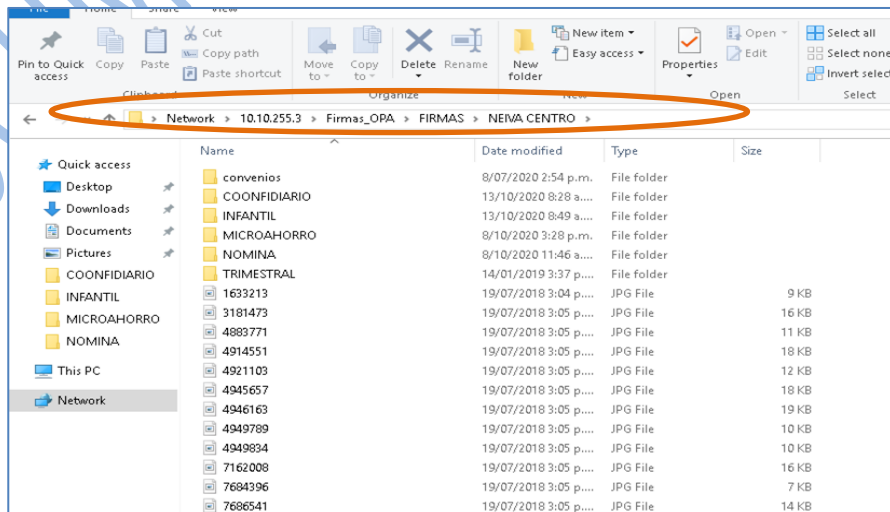 File Home Share View
Cut
Copy path
Paste shortcut
Pin to Quick access
Copy
Paste
Clipboard
Move to
Copy to
Delete
Rename
Organize
New folder
New item
Easy access
New
Properties
Open
Edit
Open
Select all
Select none
Invert select
Select
Network > 10.10.255.3 > Firmas_OPA > FIRMAS > NEIVA CENTRO >
Name Date modified Type Size
Quick access
Desktop
Downloads
Documents
Pictures
COONFIDIARIO
INFANTIL
MICROAHORRO
NOMINA
This PC
Network
convenios 8/07/2020 2:54 p.m. File folder
COONFIDIARIO 13/10/2020 8:28 a.... File folder
INFANTIL 13/10/2020 8:49 a.... File folder
MICROAHORRO 8/10/2020 3:28 p.m. File folder
NOMINA 8/10/2020 11:46 a.... File folder
TRIMESTRAL 14/01/2019 3:37 p.... File folder
1633213 19/07/2018 3:04 p.... JPG File 9 KB
3181473 19/07/2018 3:05 p.... JPG File 16 KB
4883771 19/07/2018 3:05 p.... JPG File 11 KB
4914551 19/07/2018 3:05 p.... JPG File 18 KB
4921103 19/07/2018 3:05 p.... JPG File 12 KB
4945657 19/07/2018 3:05 p.... JPG File 18 KB
4946163 19/07/2018 3:05 p.... JPG File 19 KB
4949789 19/07/2018 3:05 p.... JPG File 10 KB
4949834 19/07/2018 3:05 p.... JPG File 10 KB
7162008 19/07/2018 3:05 p.... JPG File 16 KB
7684396 19/07/2018 3:05 p.... JPG File 7 KB
7686541 19/07/2018 3:05 p.... JPG File 14 KB